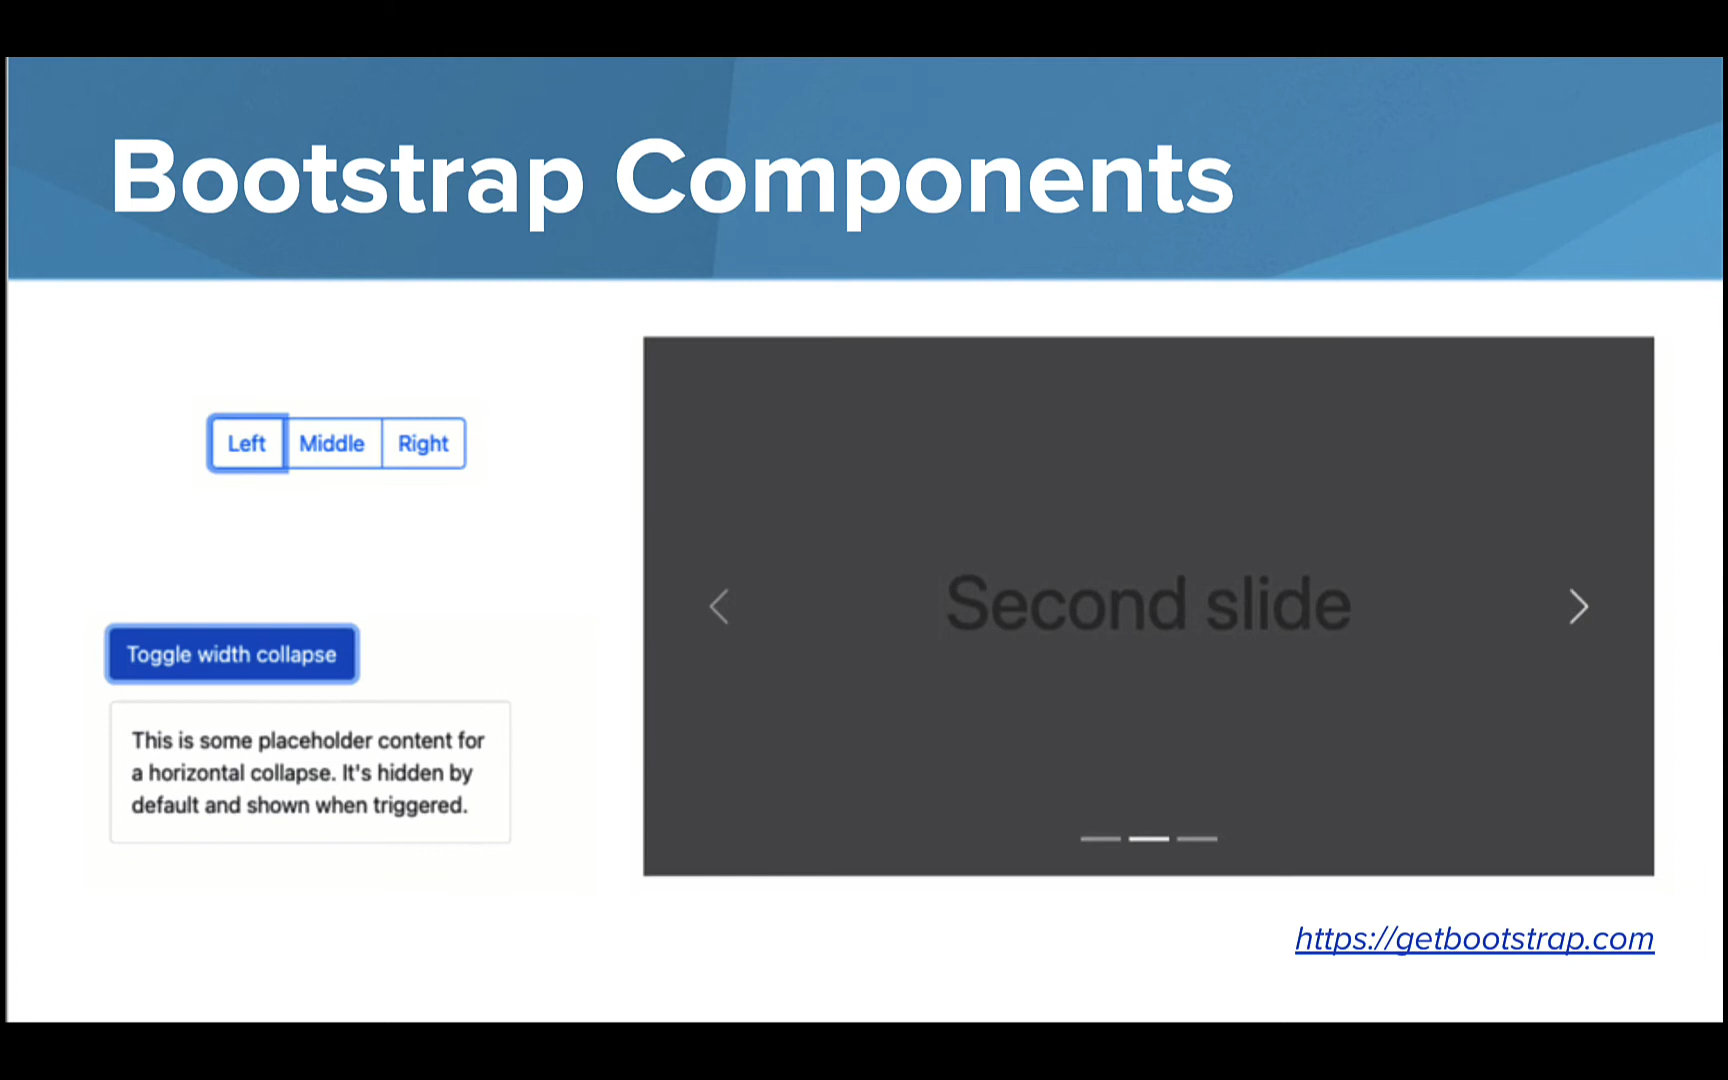 Bootstrap Components
Left Middle Right
Second slide
Toggle width collapse
This is some placeholder content for
a horizontal collapse. It's hidden by
default and shown when triggered.
https://getbootstrap.com